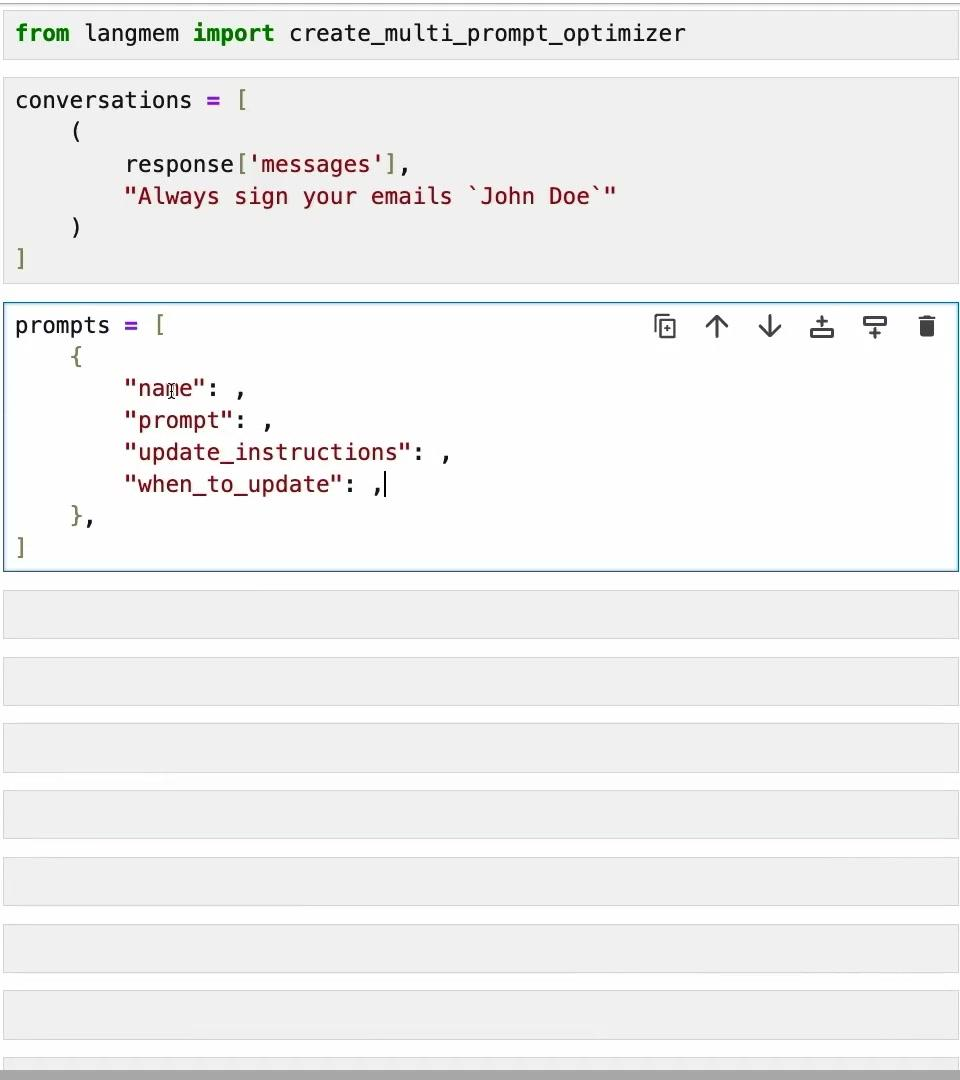 from langmem import create_multi_prompt_optimizer
conversations = [
    (
        response['messages'],
        "Always sign your emails `John Doe`"
    )
]
prompts = [
    {
        "name": ,
        "prompt": ,
        "update_instructions": ,
        "when_to_update": ,
    },
]